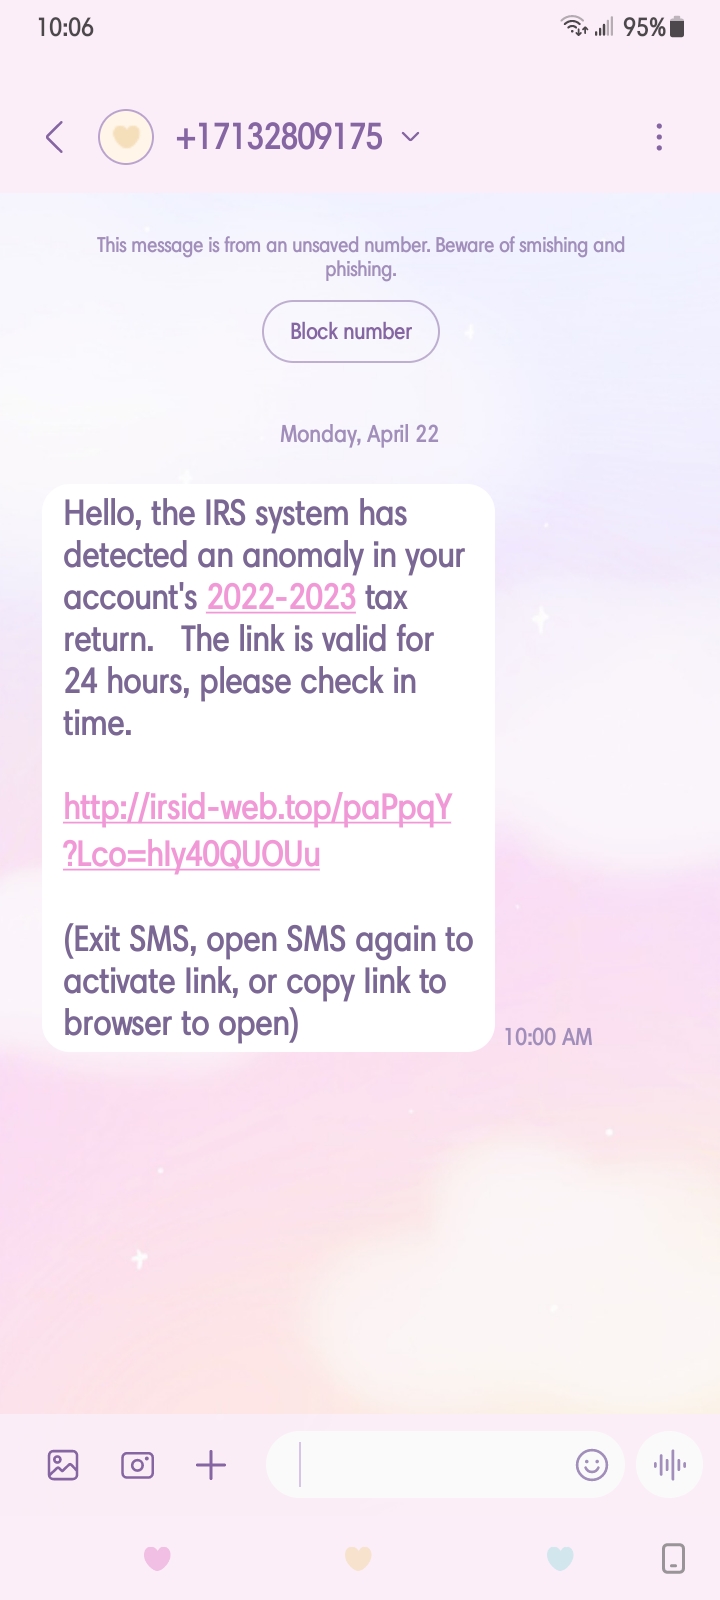 10:06 95%
+17132809175
This message is from an unsaved number. Beware of smishing and
phishing.
Block number
Monday, April 22
Hello, the IRS system has
detected an anomaly in your
account's 2022-2023 tax
return.   The link is valid for
24 hours, please check in
time.
http://irsid-web.top/paPpqY
?Lco=hIy40QUOUu
(Exit SMS, open SMS again to
activate link, or copy link to
browser to open)
10:00 AM